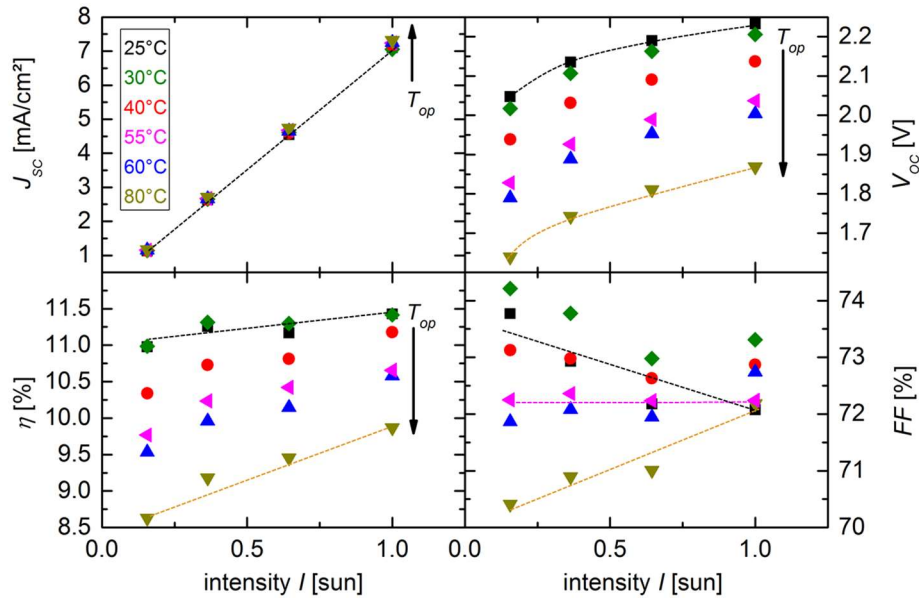 8
7
6
5
4
3
2
1
J_sc [mA/cm²]
25°C
30°C
40°C
55°C
60°C
80°C
T_op
2.2
2.1
2.0
1.9
1.8
1.7
V_oc [V]
T_op
11.5
11.0
10.5
10.0
9.5
9.0
8.5
η [%]
T_op
74
73
72
71
70
FF [%]
0.0 0.5 1.0
0.5 1.0
intensity I [sun]
intensity I [sun]